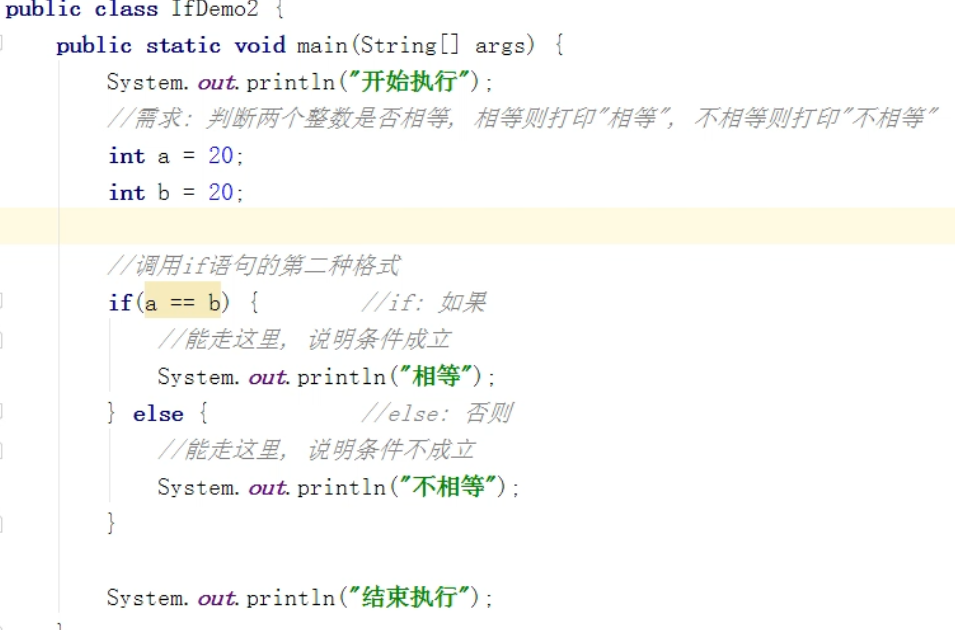 public class IfDemo2 {
public static void main(String[] args) {
System.out.println("开始执行");
//需求: 判断两个整数是否相等, 相等则打印"相等", 不相等则打印"不相等"
int a = 20;
int b = 20;
//调用if语句的第二种格式
if(a == b) { //if: 如果
//能走这里, 说明条件成立
System.out.println("相等");
} else { //else: 否则
//能走这里, 说明条件不成立
System.out.println("不相等");
}
System.out.println("结束执行");
}